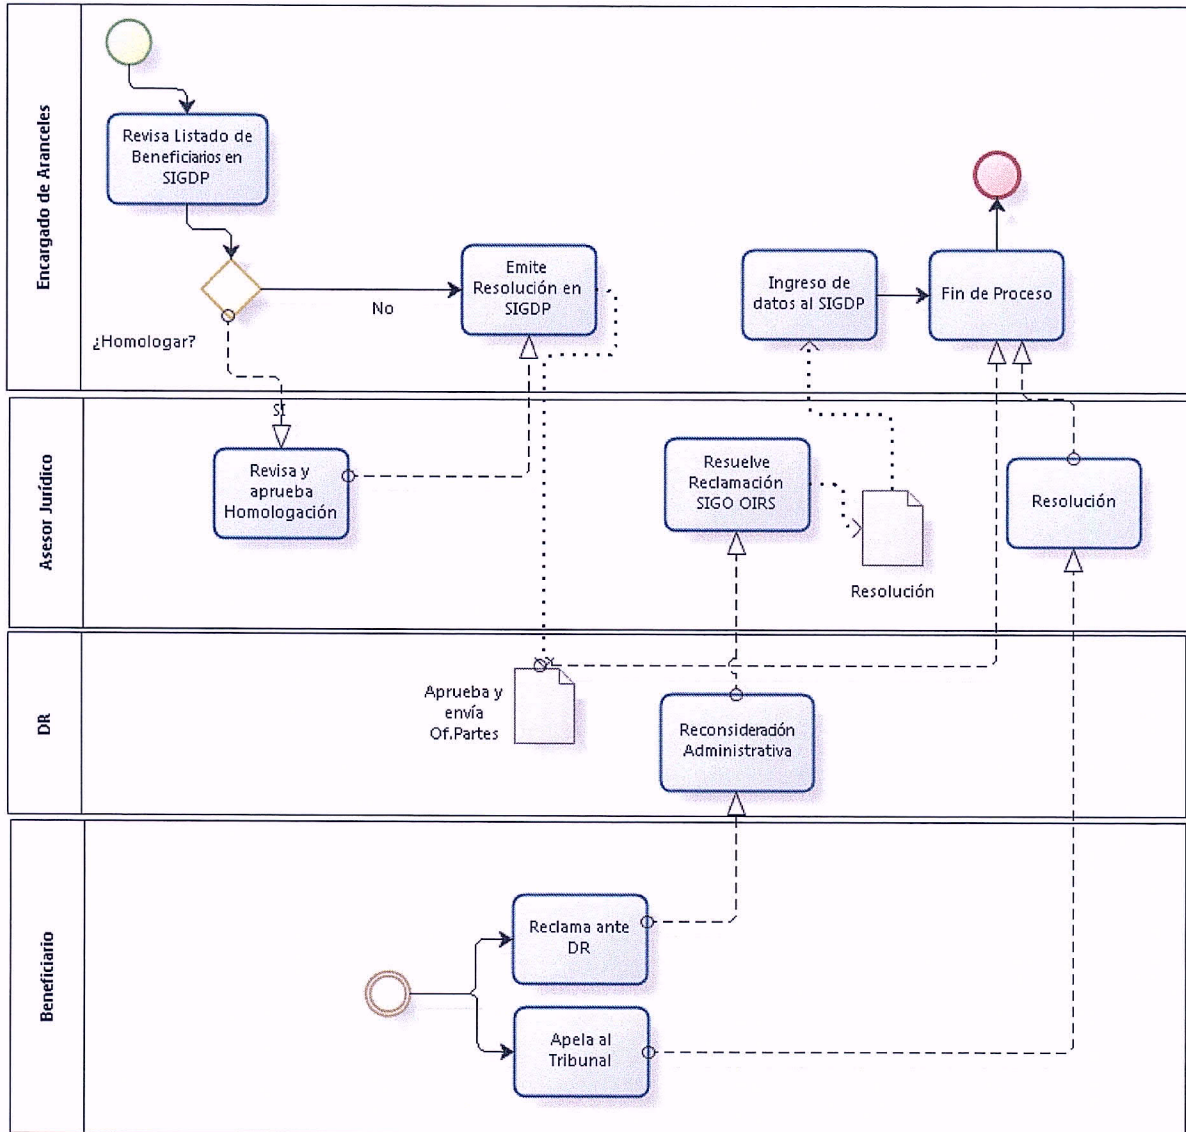 Encargado de Aranceles
Revisa Listado de
Beneficiarios en
SIGDP
¿Homologar?
No
Emite
Resolución en
SIGDP
Ingreso de
datos al SIGDP
Fin de Proceso
Asesor Jurídico
SI
Revisa y
aprueba
Homologación
Resuelve
Reclamación
SIGO OIRS
Resolución
Resolución
DR
Aprueba y
envía
Of.Partes
Reconsideración
Administrativa
Beneficiario
Reclama ante
DR
Apela al
Tribunal